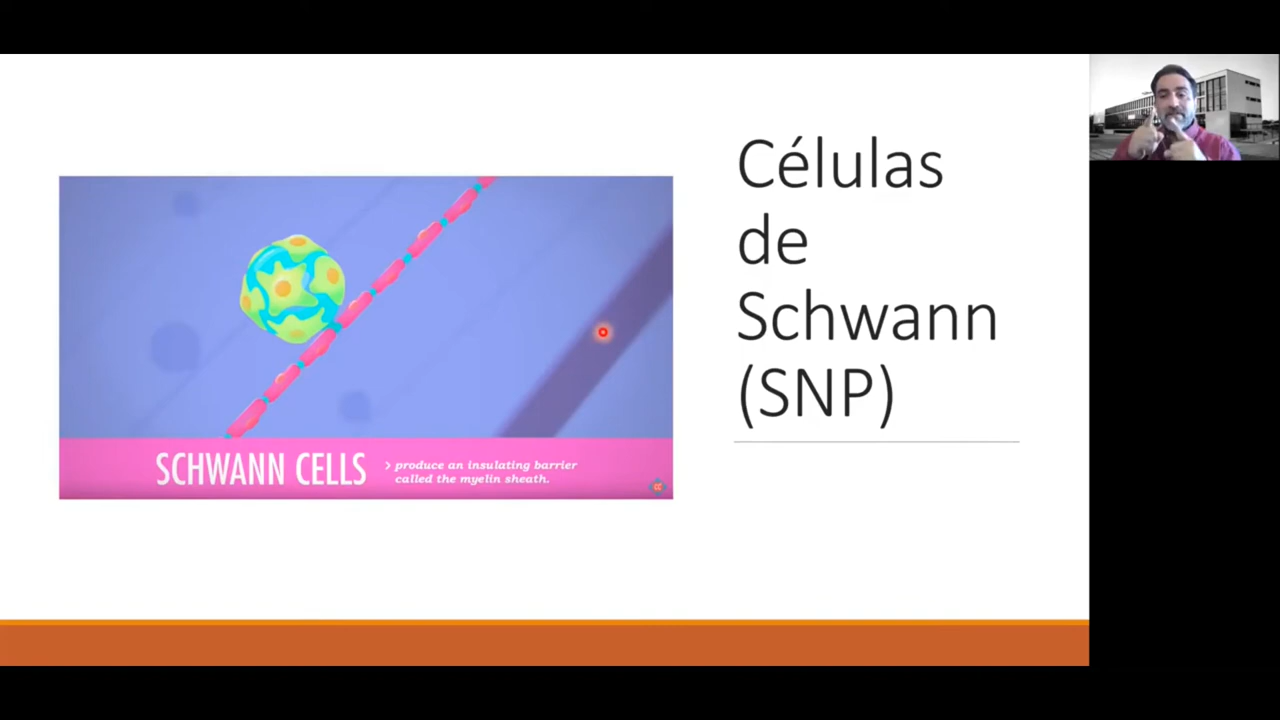 Células
de
Schwann
(SNP)
SCHWANN CELLS
> produce an insulating barrier
called the myelin sheath.